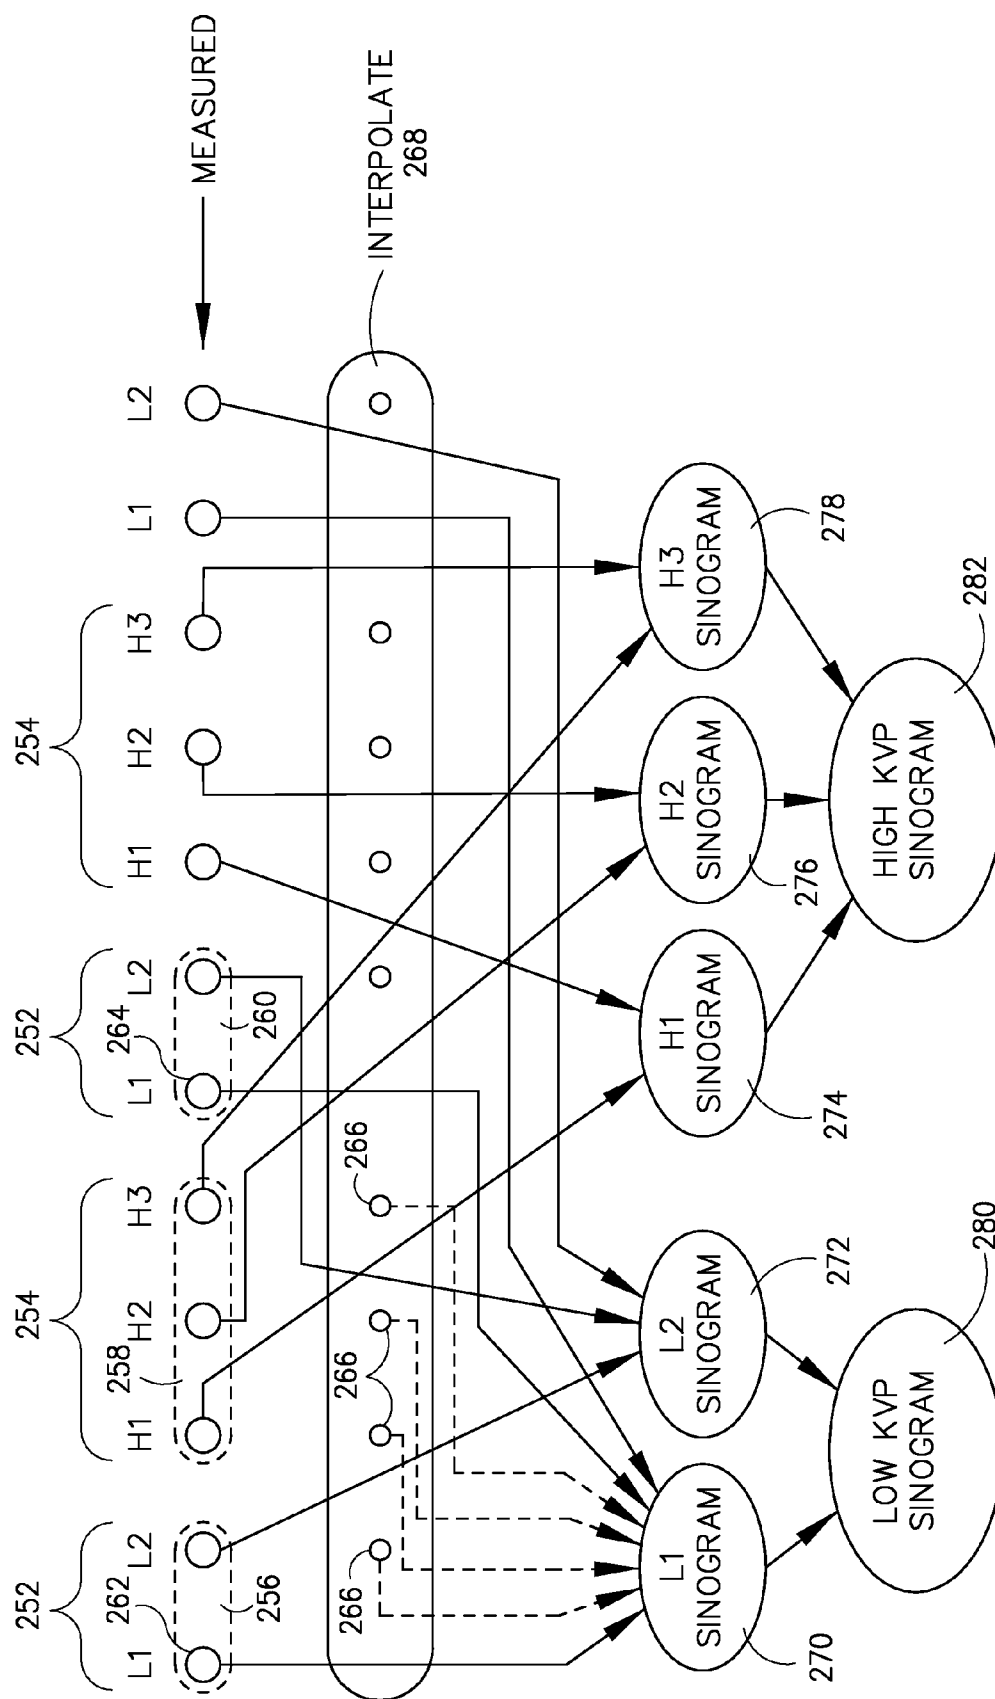 252
254
252
254
L1
L2
H1
H2
H3
L1
L2
H1
H2
H3
L1
L2
MEASURED
262
256
258
264
260
266
266
266
INTERPOLATE
268
L1
SINOGRAM
270
L2
SINOGRAM
272
H1
SINOGRAM
274
H2
SINOGRAM
276
H3
SINOGRAM
278
LOW KVP
SINOGRAM
280
HIGH KVP
SINOGRAM
282